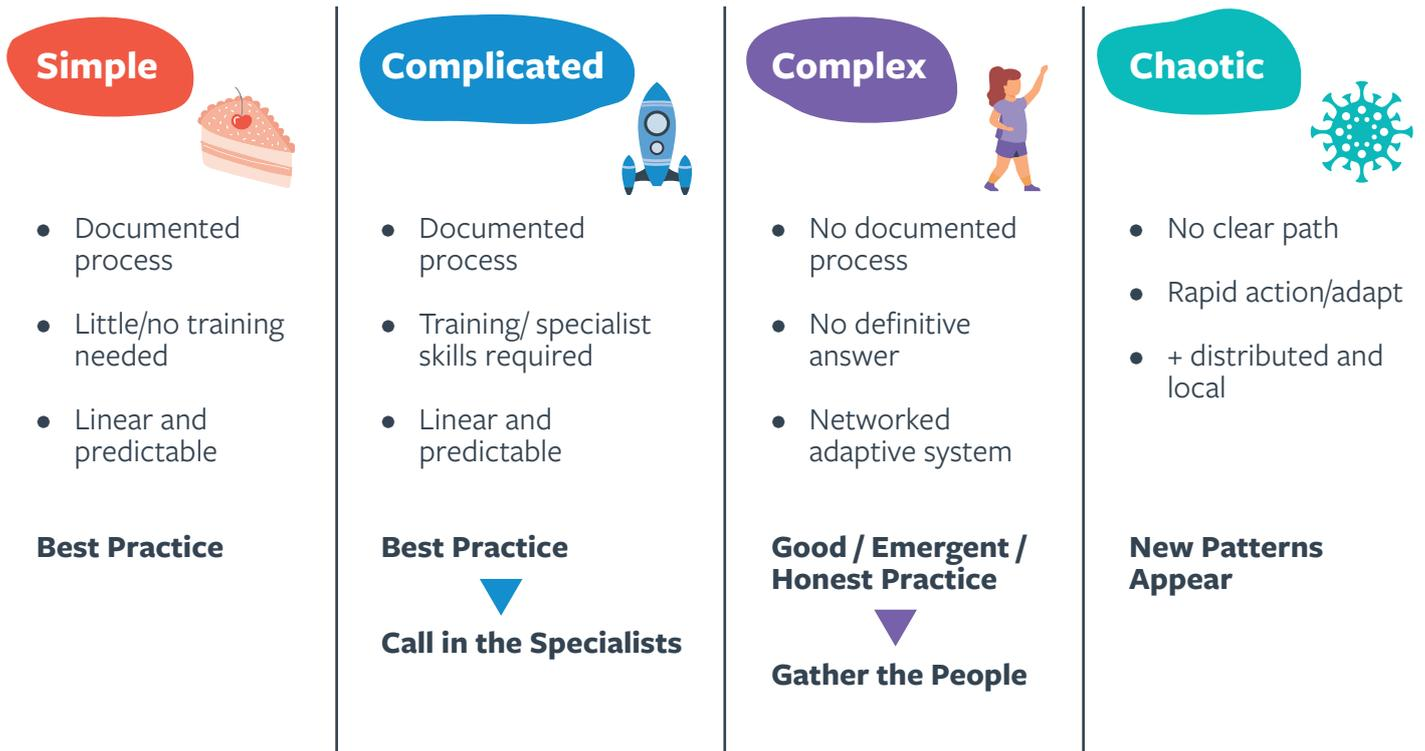 Simple
● Documented
process
● Little/no training
needed
● Linear and
predictable
Best Practice
Complicated
● Documented
process
● Training/ specialist
skills required
● Linear and
predictable
Best Practice
Call in the Specialists
Complex
● No documented
process
● No definitive
answer
● Networked
adaptive system
Good / Emergent /
Honest Practice
Gather the People
Chaotic
● No clear path
● Rapid action/adapt
● + distributed and
local
New Patterns
Appear